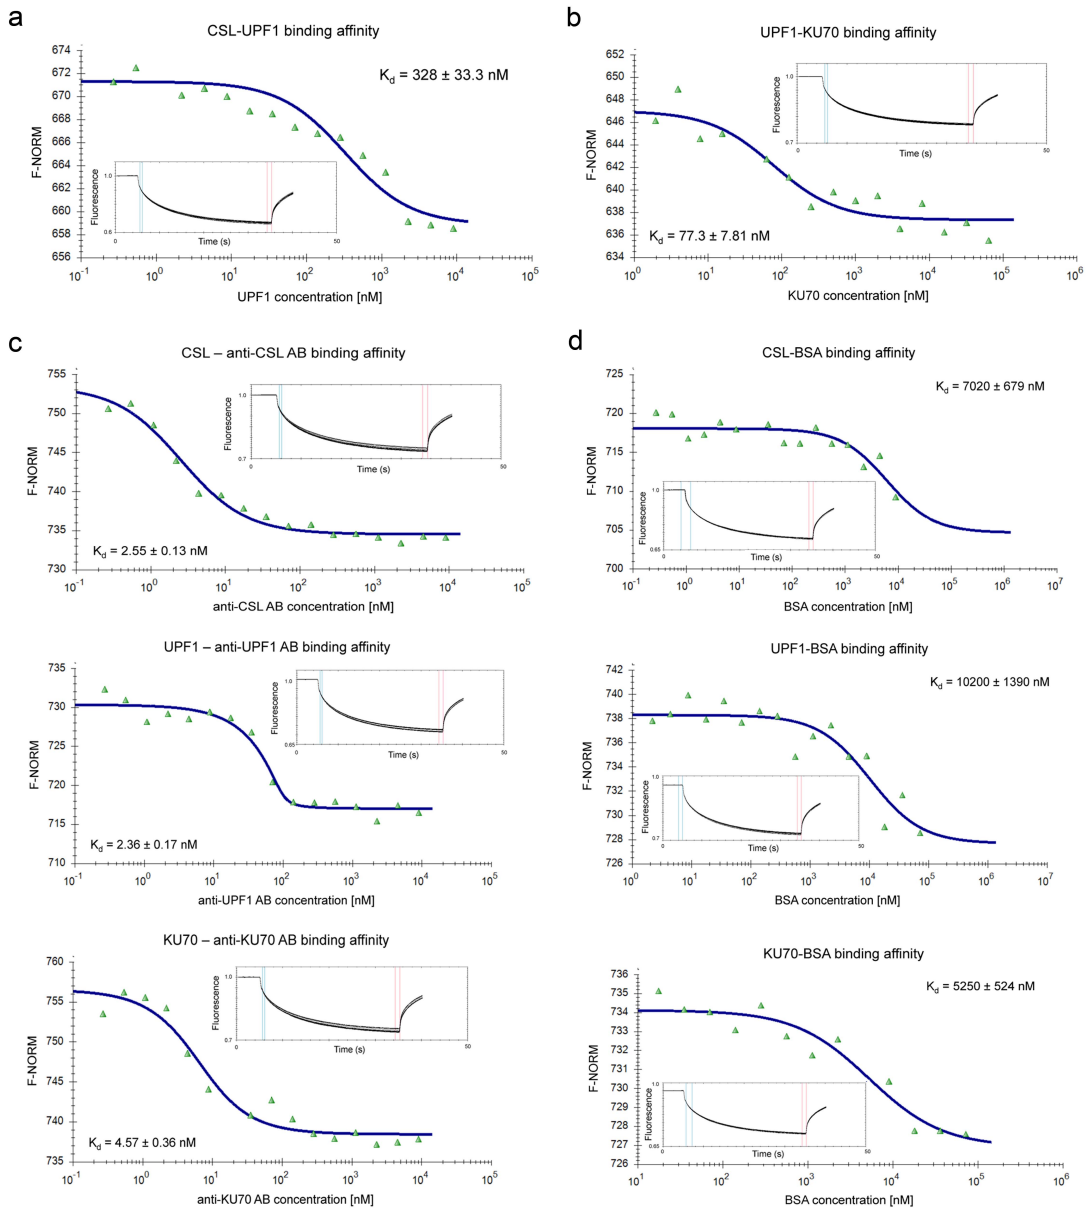 a
CSL-UPF1 binding affinity
K_d = 328 ± 33.3 nM
F-NORM
674
672
670
668
666
664
662
660
658
656
10^-1
10^0
10^1
10^2
10^3
10^4
10^5
UPF1 concentration [nM]
Fluorescence
1.0
0.6
0
50
Time (s)
b
UPF1-KU70 binding affinity
K_d = 77.3 ± 7.81 nM
F-NORM
652
650
648
646
644
642
640
638
636
634
10^0
10^1
10^2
10^3
10^4
10^5
10^6
KU70 concentration [nM]
Fluorescence
1.0
0.7
0
50
Time (s)
c
CSL – anti-CSL AB binding affinity
K_d = 2.55 ± 0.13 nM
F-NORM
755
750
745
740
735
730
10^-1
10^0
10^1
10^2
10^3
10^4
10^5
anti-CSL AB concentration [nM]
Fluorescence
1.0
0.7
0
50
Time (s)
UPF1 – anti-UPF1 AB binding affinity
K_d = 2.36 ± 0.17 nM
F-NORM
735
730
725
720
715
710
10^-1
10^0
10^1
10^2
10^3
10^4
10^5
anti-UPF1 AB concentration [nM]
Fluorescence
1.0
0.65
0
50
Time (s)
KU70 – anti-KU70 AB binding affinity
K_d = 4.57 ± 0.36 nM
F-NORM
760
755
750
745
740
735
10^-1
10^0
10^1
10^2
10^3
10^4
10^5
anti-KU70 AB concentration [nM]
Fluorescence
1.0
0.7
0
50
Time (s)
d
CSL-BSA binding affinity
K_d = 7020 ± 679 nM
F-NORM
725
720
715
710
705
700
10^-1
10^0
10^1
10^2
10^3
10^4
10^5
10^6
10^7
BSA concentration [nM]
Fluorescence
1.0
0.65
0
50
Time (s)
UPF1-BSA binding affinity
K_d = 10200 ± 1390 nM
F-NORM
742
740
738
736
734
732
730
728
726
10^0
10^1
10^2
10^3
10^4
10^5
10^6
10^7
BSA concentration [nM]
Fluorescence
1.0
0.7
0
50
Time (s)
KU70-BSA binding affinity
K_d = 5250 ± 524 nM
F-NORM
736
735
734
733
732
731
730
729
728
727
726
10^1
10^2
10^3
10^4
10^5
10^6
BSA concentration [nM]
Fluorescence
1.0
0.65
0
50
Time (s)